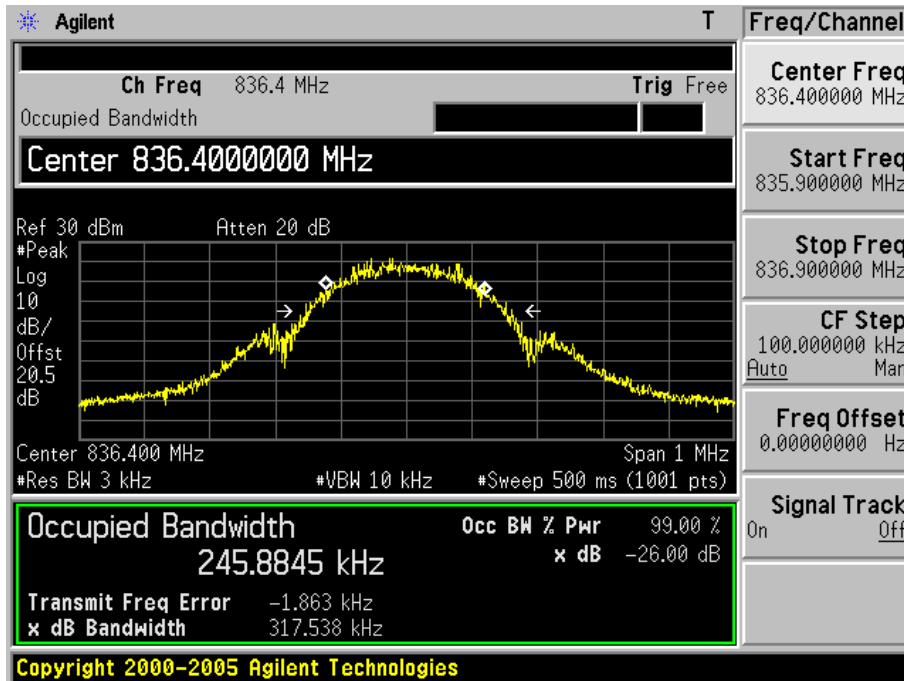 Agilent T
Ch Freq 836.4 MHz Trig Free
Occupied Bandwidth
Center 836.4000000 MHz
Ref 30 dBm Atten 20 dB
#Peak
Log
10
dB/
Offst
20.5
dB
Center 836.400 MHz Span 1 MHz
#Res BW 3 kHz #VBW 10 kHz #Sweep 500 ms (1001 pts)
Occupied Bandwidth
245.8845 kHz
Occ BW % Pwr 99.00 %
x dB -26.00 dB
Transmit Freq Error -1.863 kHz
x dB Bandwidth 317.538 kHz
Copyright 2000-2005 Agilent Technologies
Freq/Channel
Center Freq
836.400000 MHz
Start Freq
835.900000 MHz
Stop Freq
836.900000 MHz
CF Step
100.000000 kHz
Auto Man
Freq Offset
0.00000000 Hz
Signal Track
On Off